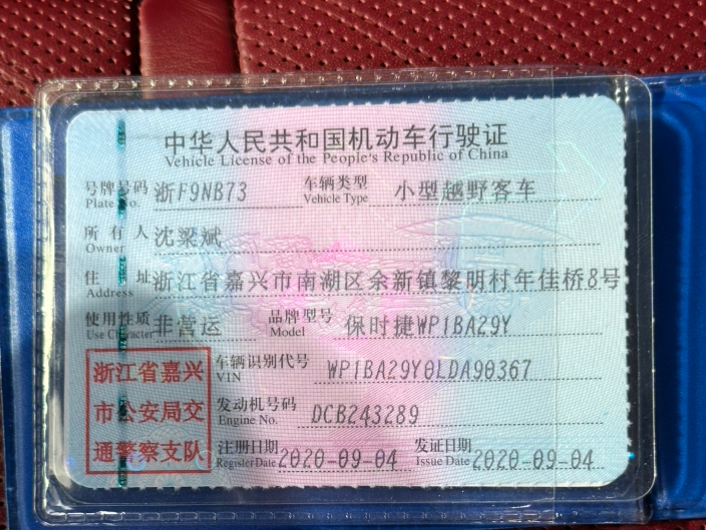 中华人民共和国机动车行驶证
Vehicle License of the People's Republic of China
号牌号码 浙F9NB73 车辆类型 小型越野客车
Plate No. Vehicle Type
所有人 沈梁斌
Owner
住址 浙江省嘉兴市南湖区余新镇黎明村年佳桥8号
Address
使用性质 非营运 品牌型号 保时捷WP1BA29Y
Use Character Model
浙江省嘉兴 车辆识别代号 WP1BA29Y0LDA90367
VIN
市公安局交 发动机号码 DCB243289
Engine No.
通警察支队 注册日期 2020-09-04 发证日期 2020-09-04
Register Date Issue Date